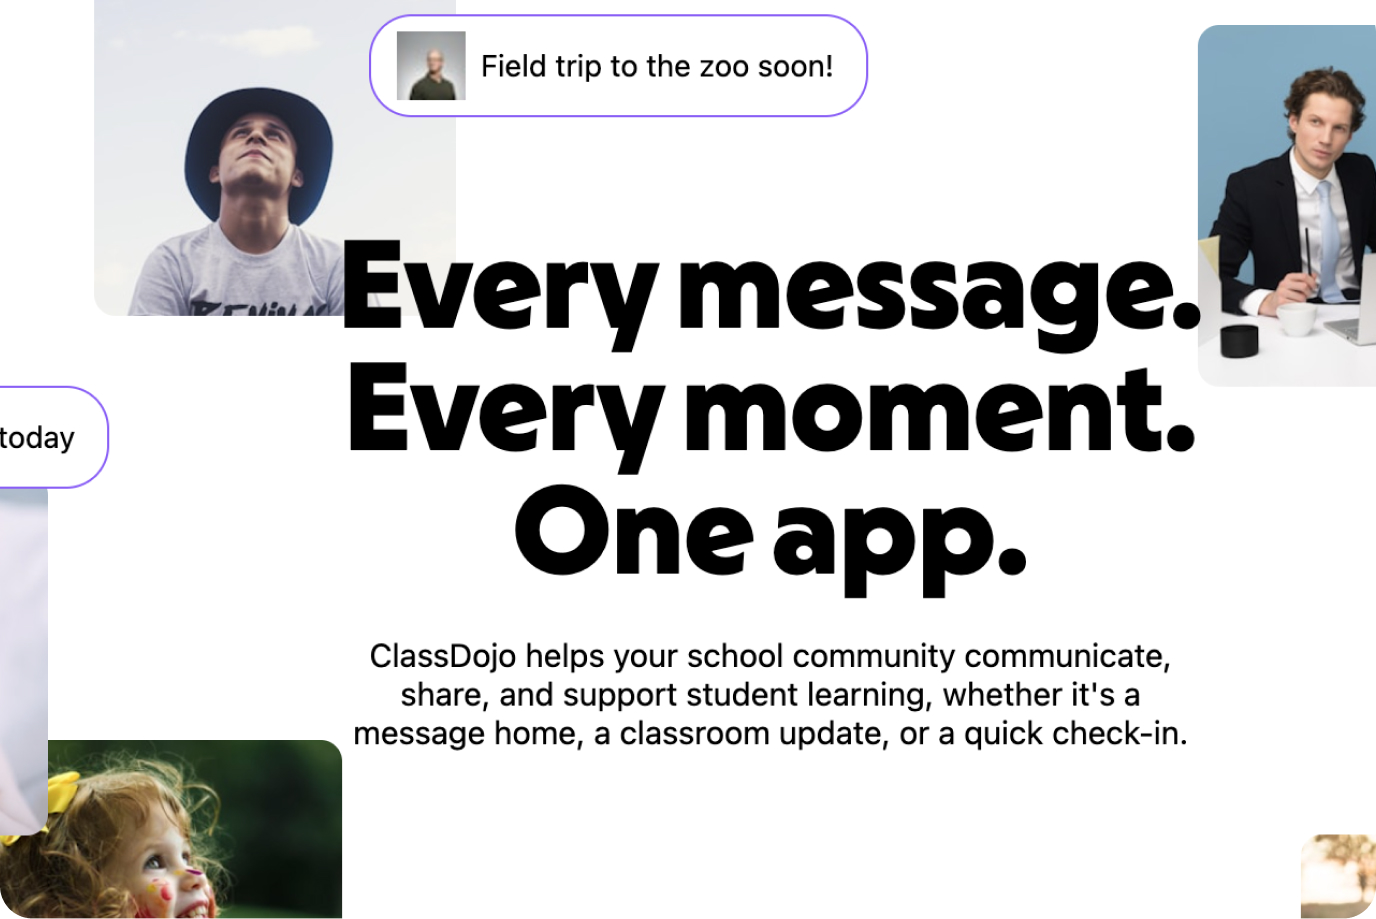 Field trip to the zoo soon!
Every message.
Every moment.
today
One app.
ClassDojo helps your school community communicate,
share, and support student learning, whether it's a
message home, a classroom update, or a quick check-in.